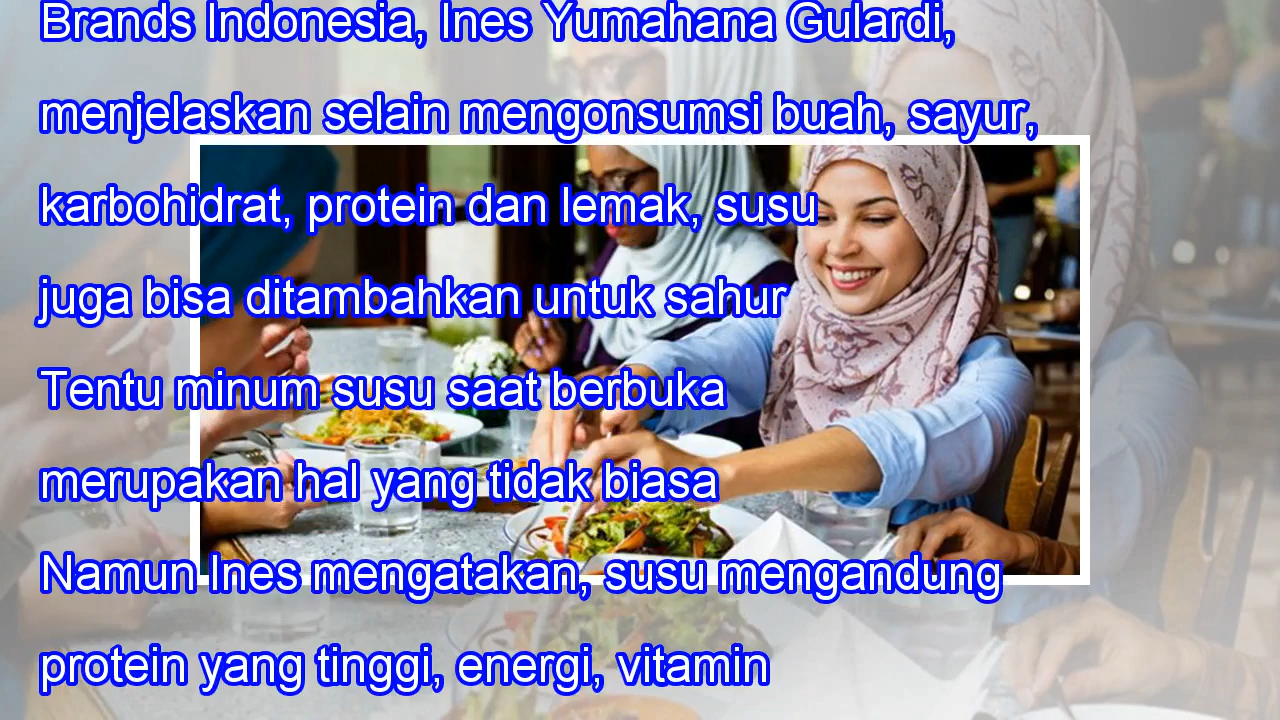 Brands Indonesia, Ines Yumahana Gulardi,
menjelaskan selain mengonsumsi buah, sayur,
karbohidrat, protein dan lemak, susu
juga bisa ditambahkan untuk sahur
Tentu minum susu saat berbuka
merupakan hal yang tidak biasa
Namun Ines mengatakan, susu mengandung
protein yang tinggi, energi, vitamin